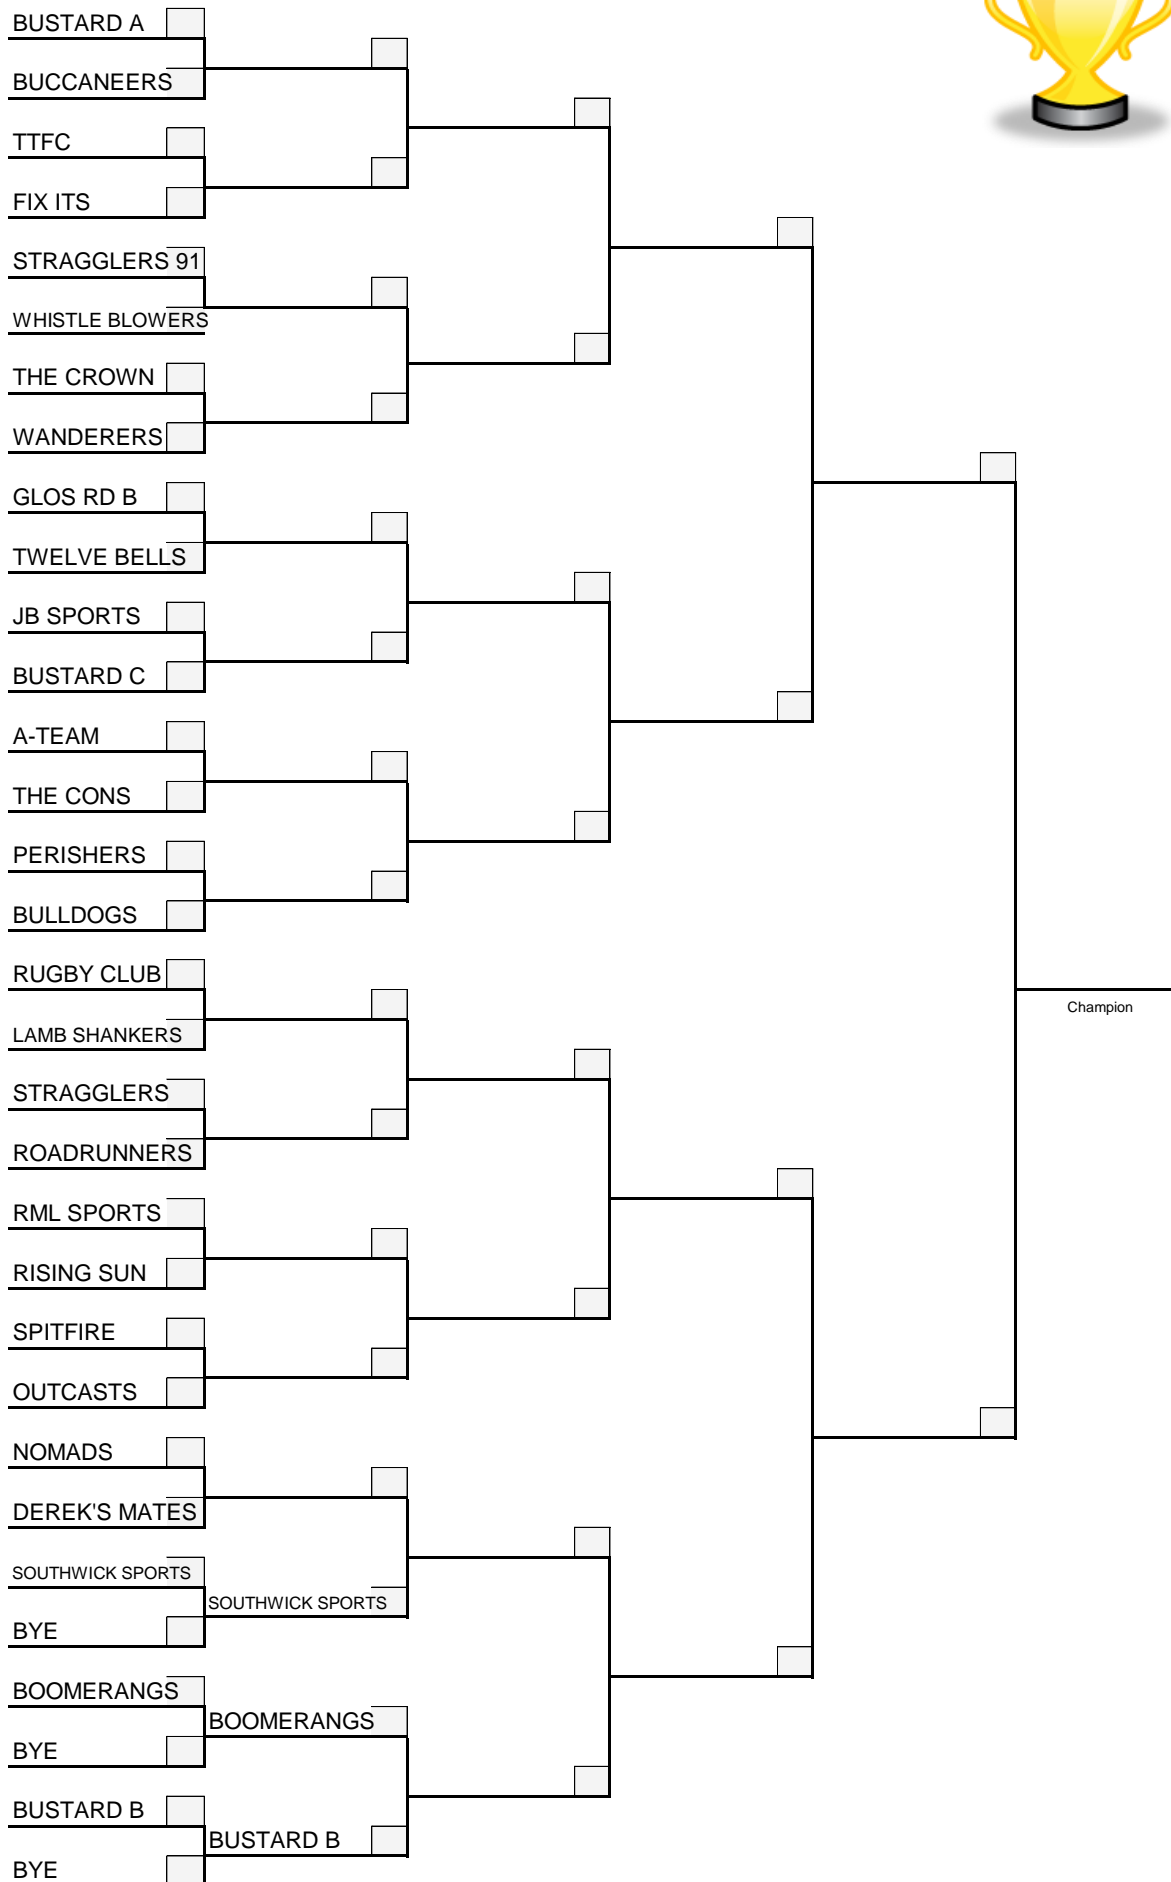 BUSTARD A
BUCCANEERS
TTFC
FIX ITS
STRAGGLERS 91
WHISTLE BLOWERS
THE CROWN
WANDERERS
GLOS RD B
TWELVE BELLS
JB SPORTS
BUSTARD C
A-TEAM
THE CONS
PERISHERS
BULLDOGS
RUGBY CLUB
Champion
LAMB SHANKERS
STRAGGLERS
ROADRUNNERS
RML SPORTS
RISING SUN
SPITFIRE
OUTCASTS
NOMADS
DEREK'S MATES
SOUTHWICK SPORTS
SOUTHWICK SPORTS
BYE
BOOMERANGS
BOOMERANGS
BYE
BUSTARD B
BUSTARD B
BYE